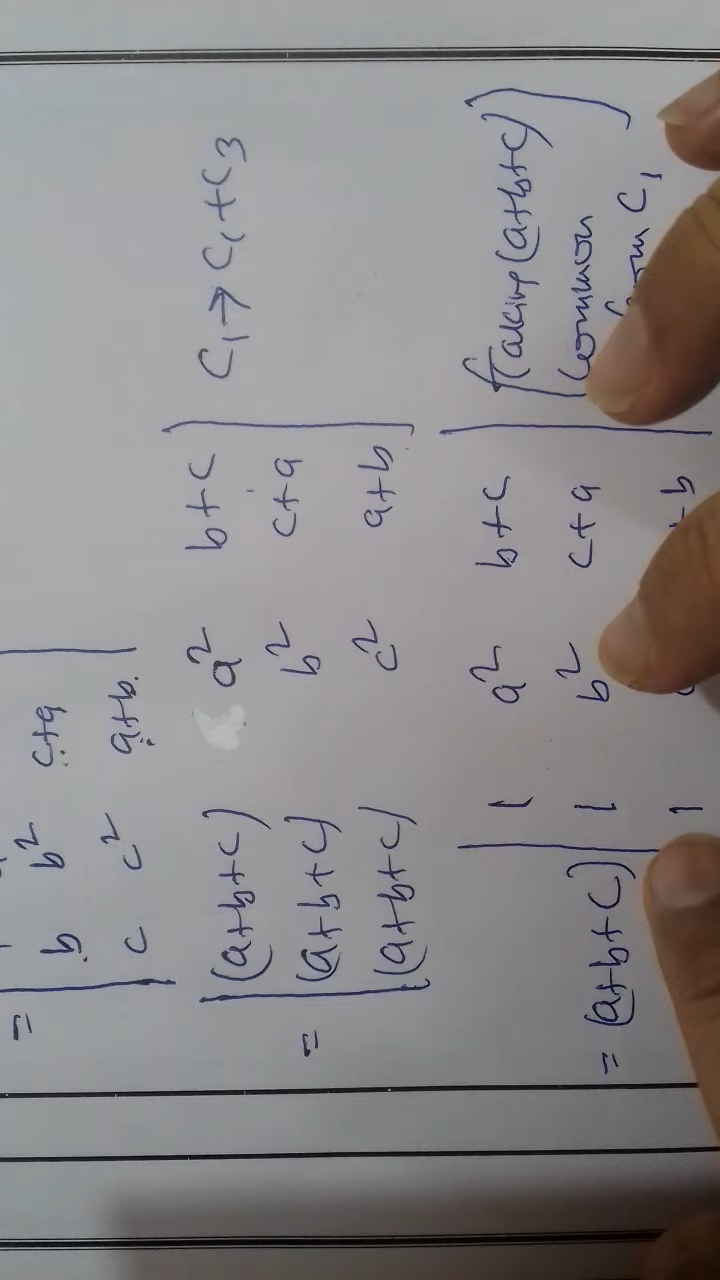 = | b b² c+a
c c² a+b |
| (a+b+c) a² b+c |
= | (a+b+c) b² c+a | C₁→C₁+C₃
| (a+b+c) c² a+b |
| 1 a² b+c | [Taking (a+b+c)
= (a+b+c) | 1 b² c+a | common
| 1 +b | C₁ ]